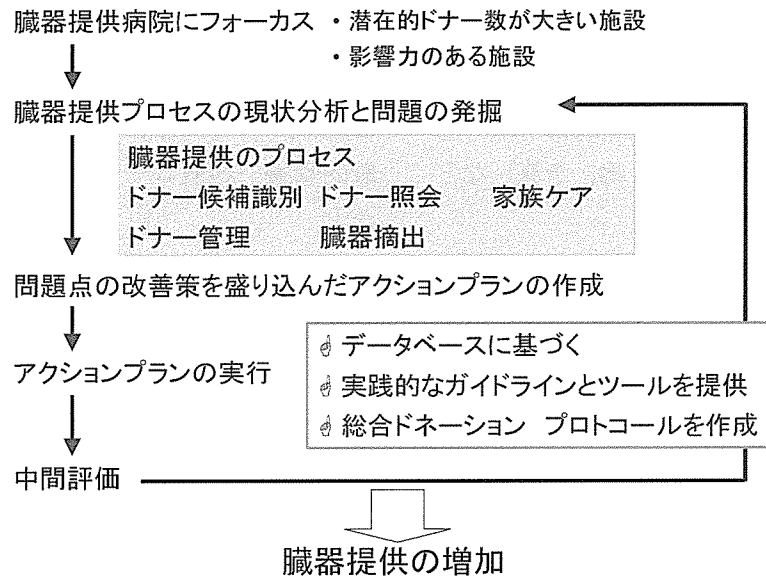 臓器提供病院にフォーカス ・潜在的ドナー数が大きい施設
・影響力のある施設
臓器提供プロセスの現状分析と問題の発掘
臓器提供のプロセス
ドナー候補識別 ドナー照会 家族ケア
ドナー管理 臓器摘出
問題点の改善策を盛り込んだアクションプランの作成
データベースに基づく
アクションプランの実行
実践的なガイドラインとツールを提供
総合ドネーション プロトコールを作成
中間評価
臓器提供の増加